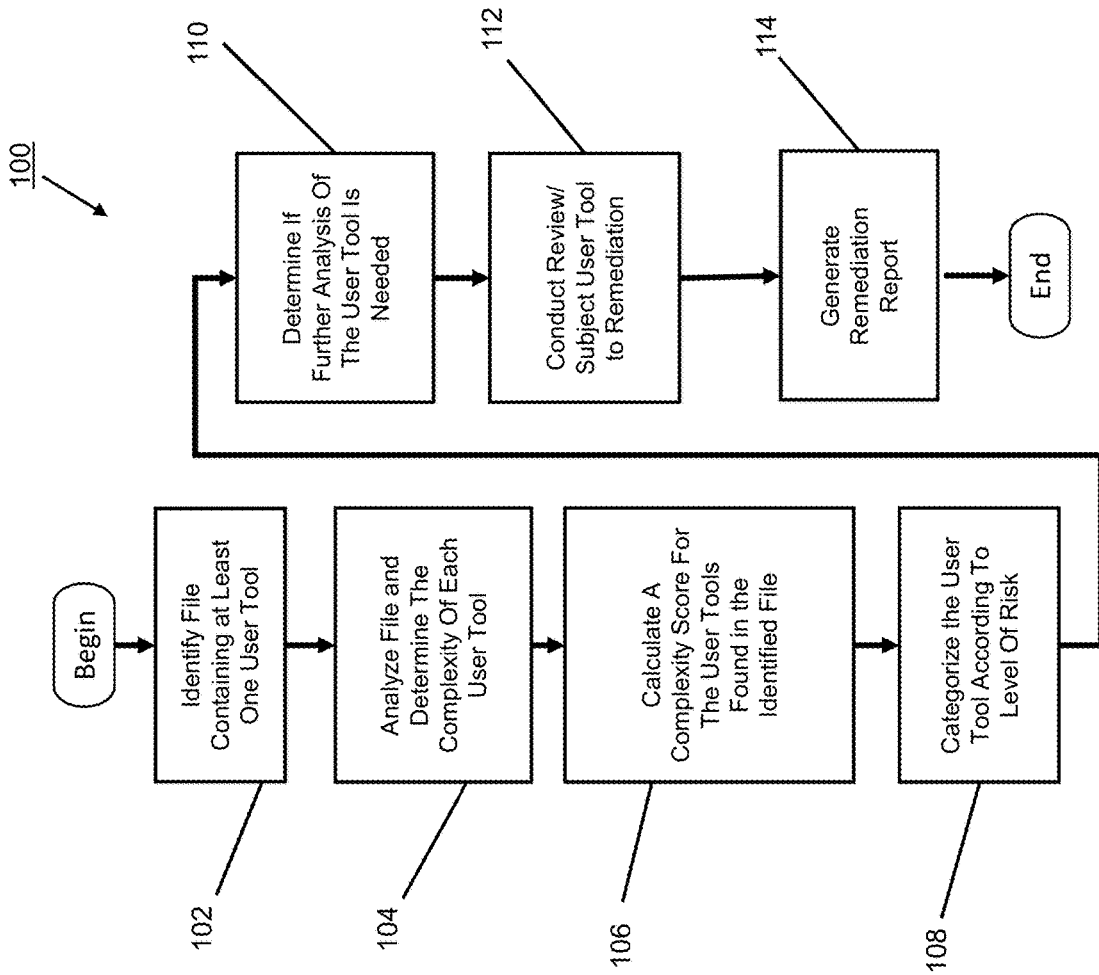 100
Begin
Identify File
Containing at Least
One User Tool
102
Analyze File and
Determine The
Complexity Of Each
User Tool
104
Calculate A
Complexity Score For
The User Tools
Found in the
Identified File
106
Categorize the User
Tool According To
Level Of Risk
108
Determine If
Further Analysis Of
The User Tool Is
Needed
110
Conduct Review/
Subject User Tool
to Remediation
112
Generate
Remediation
Report
114
End